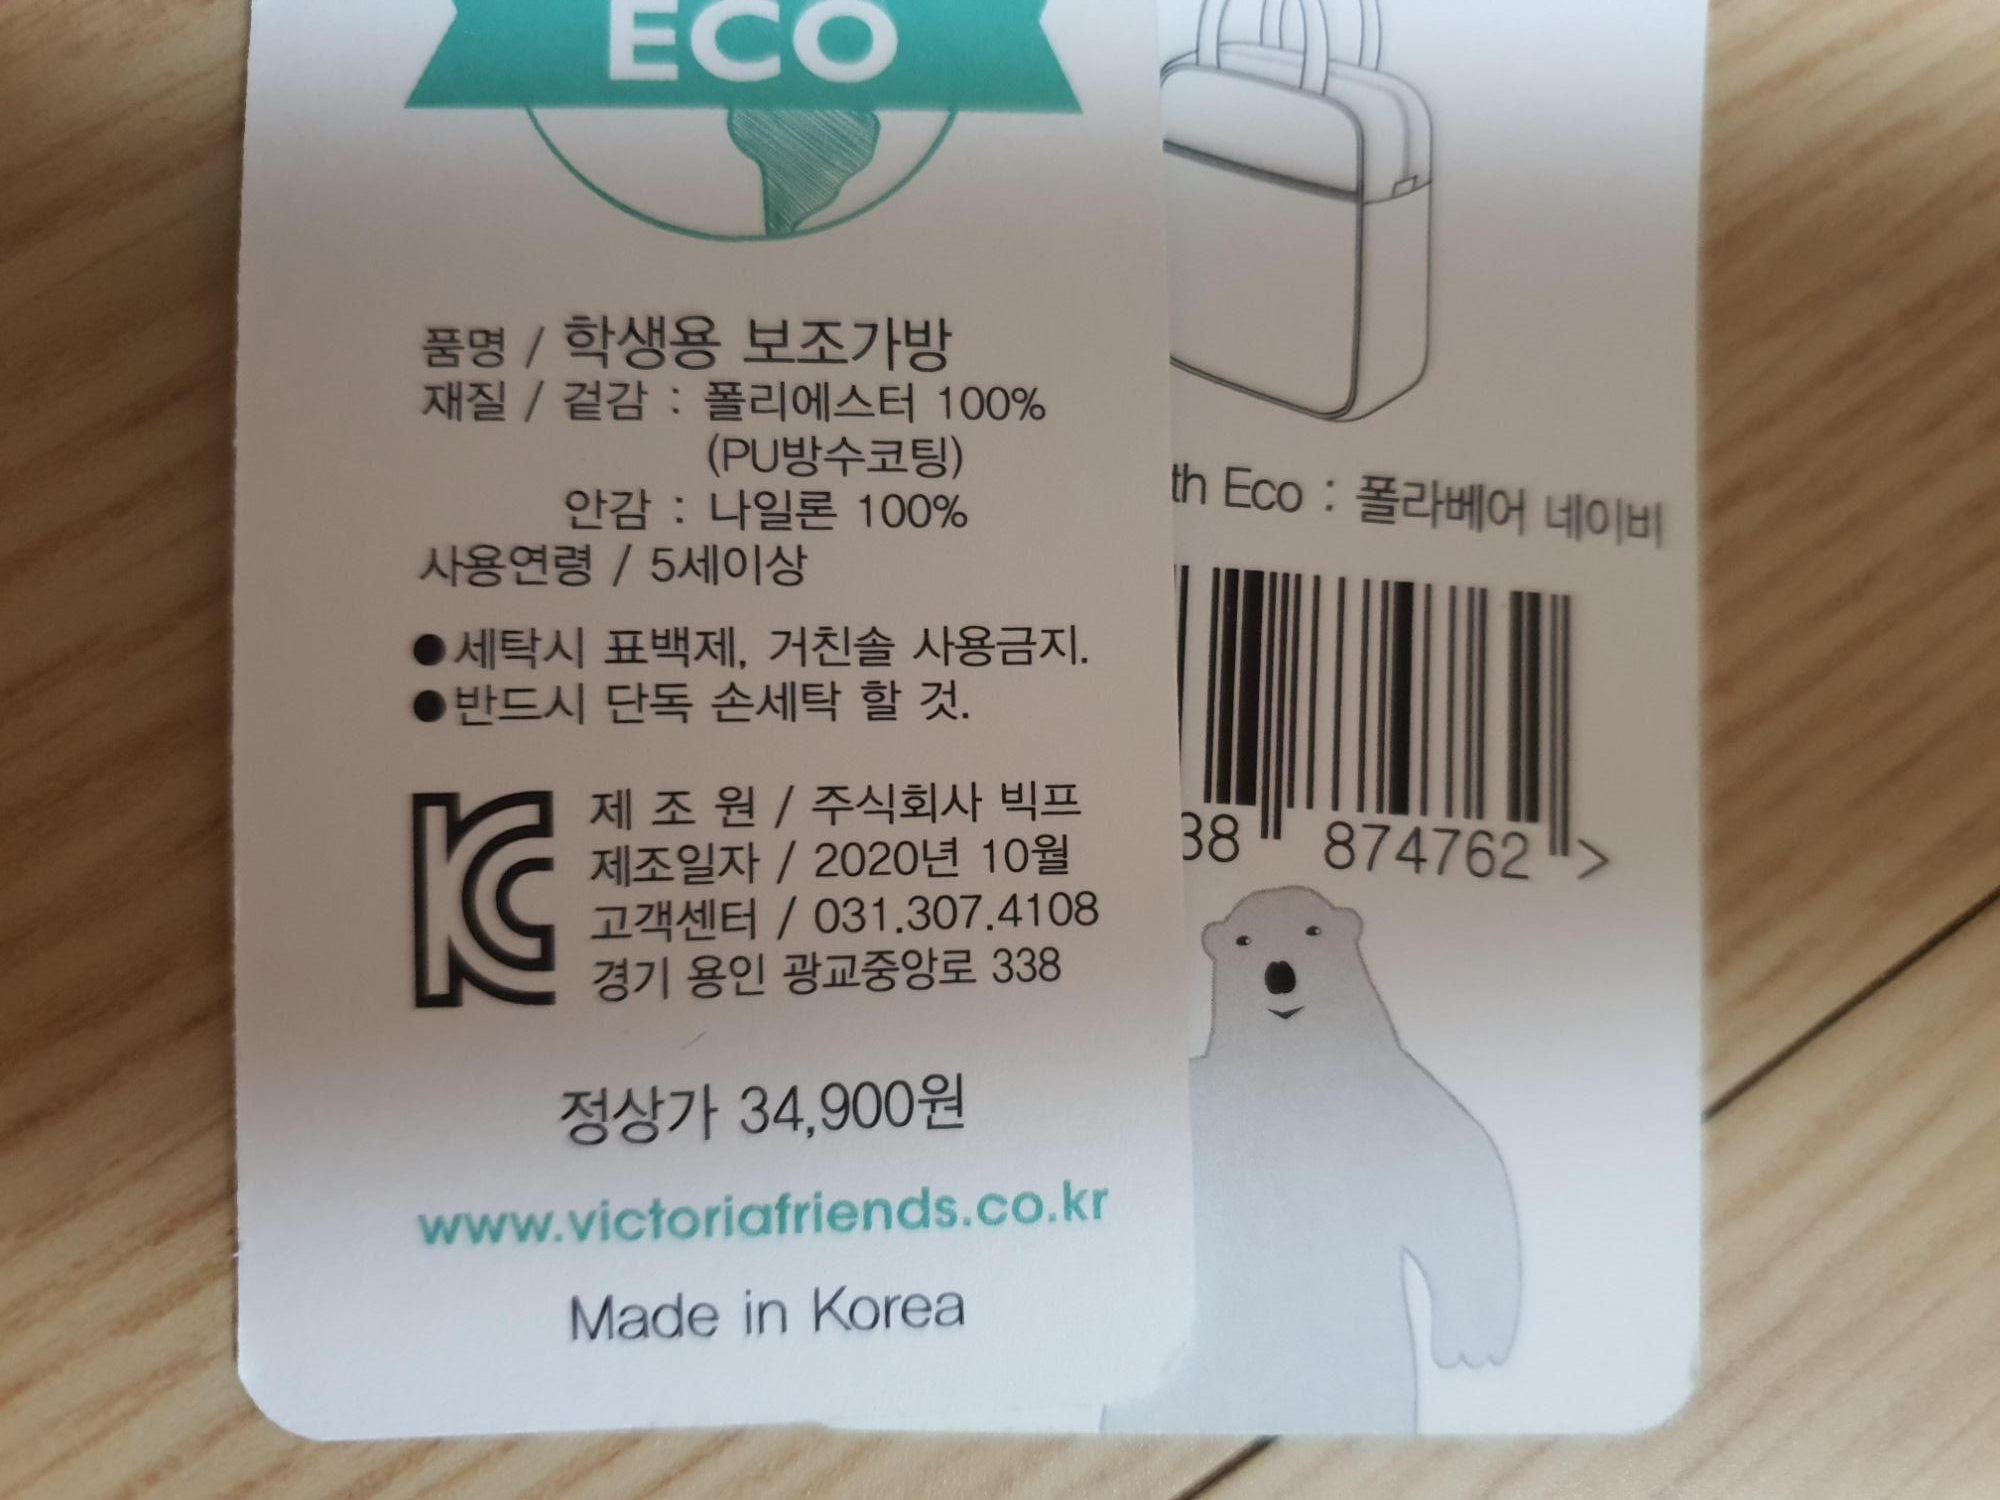 ECO
품명 / 학생용 보조가방
재질 / 겉감 : 폴리에스터 100%
(PU방수코팅)
안감 : 나일론 100%
사용연령 / 5세이상
●세탁시 표백제, 거친솔 사용금지.
●반드시 단독 손세탁 할 것.
KC
제 조 원 / 주식회사 빅프
제조일자 / 2020년 10월
고객센터 / 031.307.4108
경기 용인 광교중앙로 338
정상가 34,900원
www.victoriafriends.co.kr
Made in Korea
th Eco : 폴라베어 네이비
38 874762 >